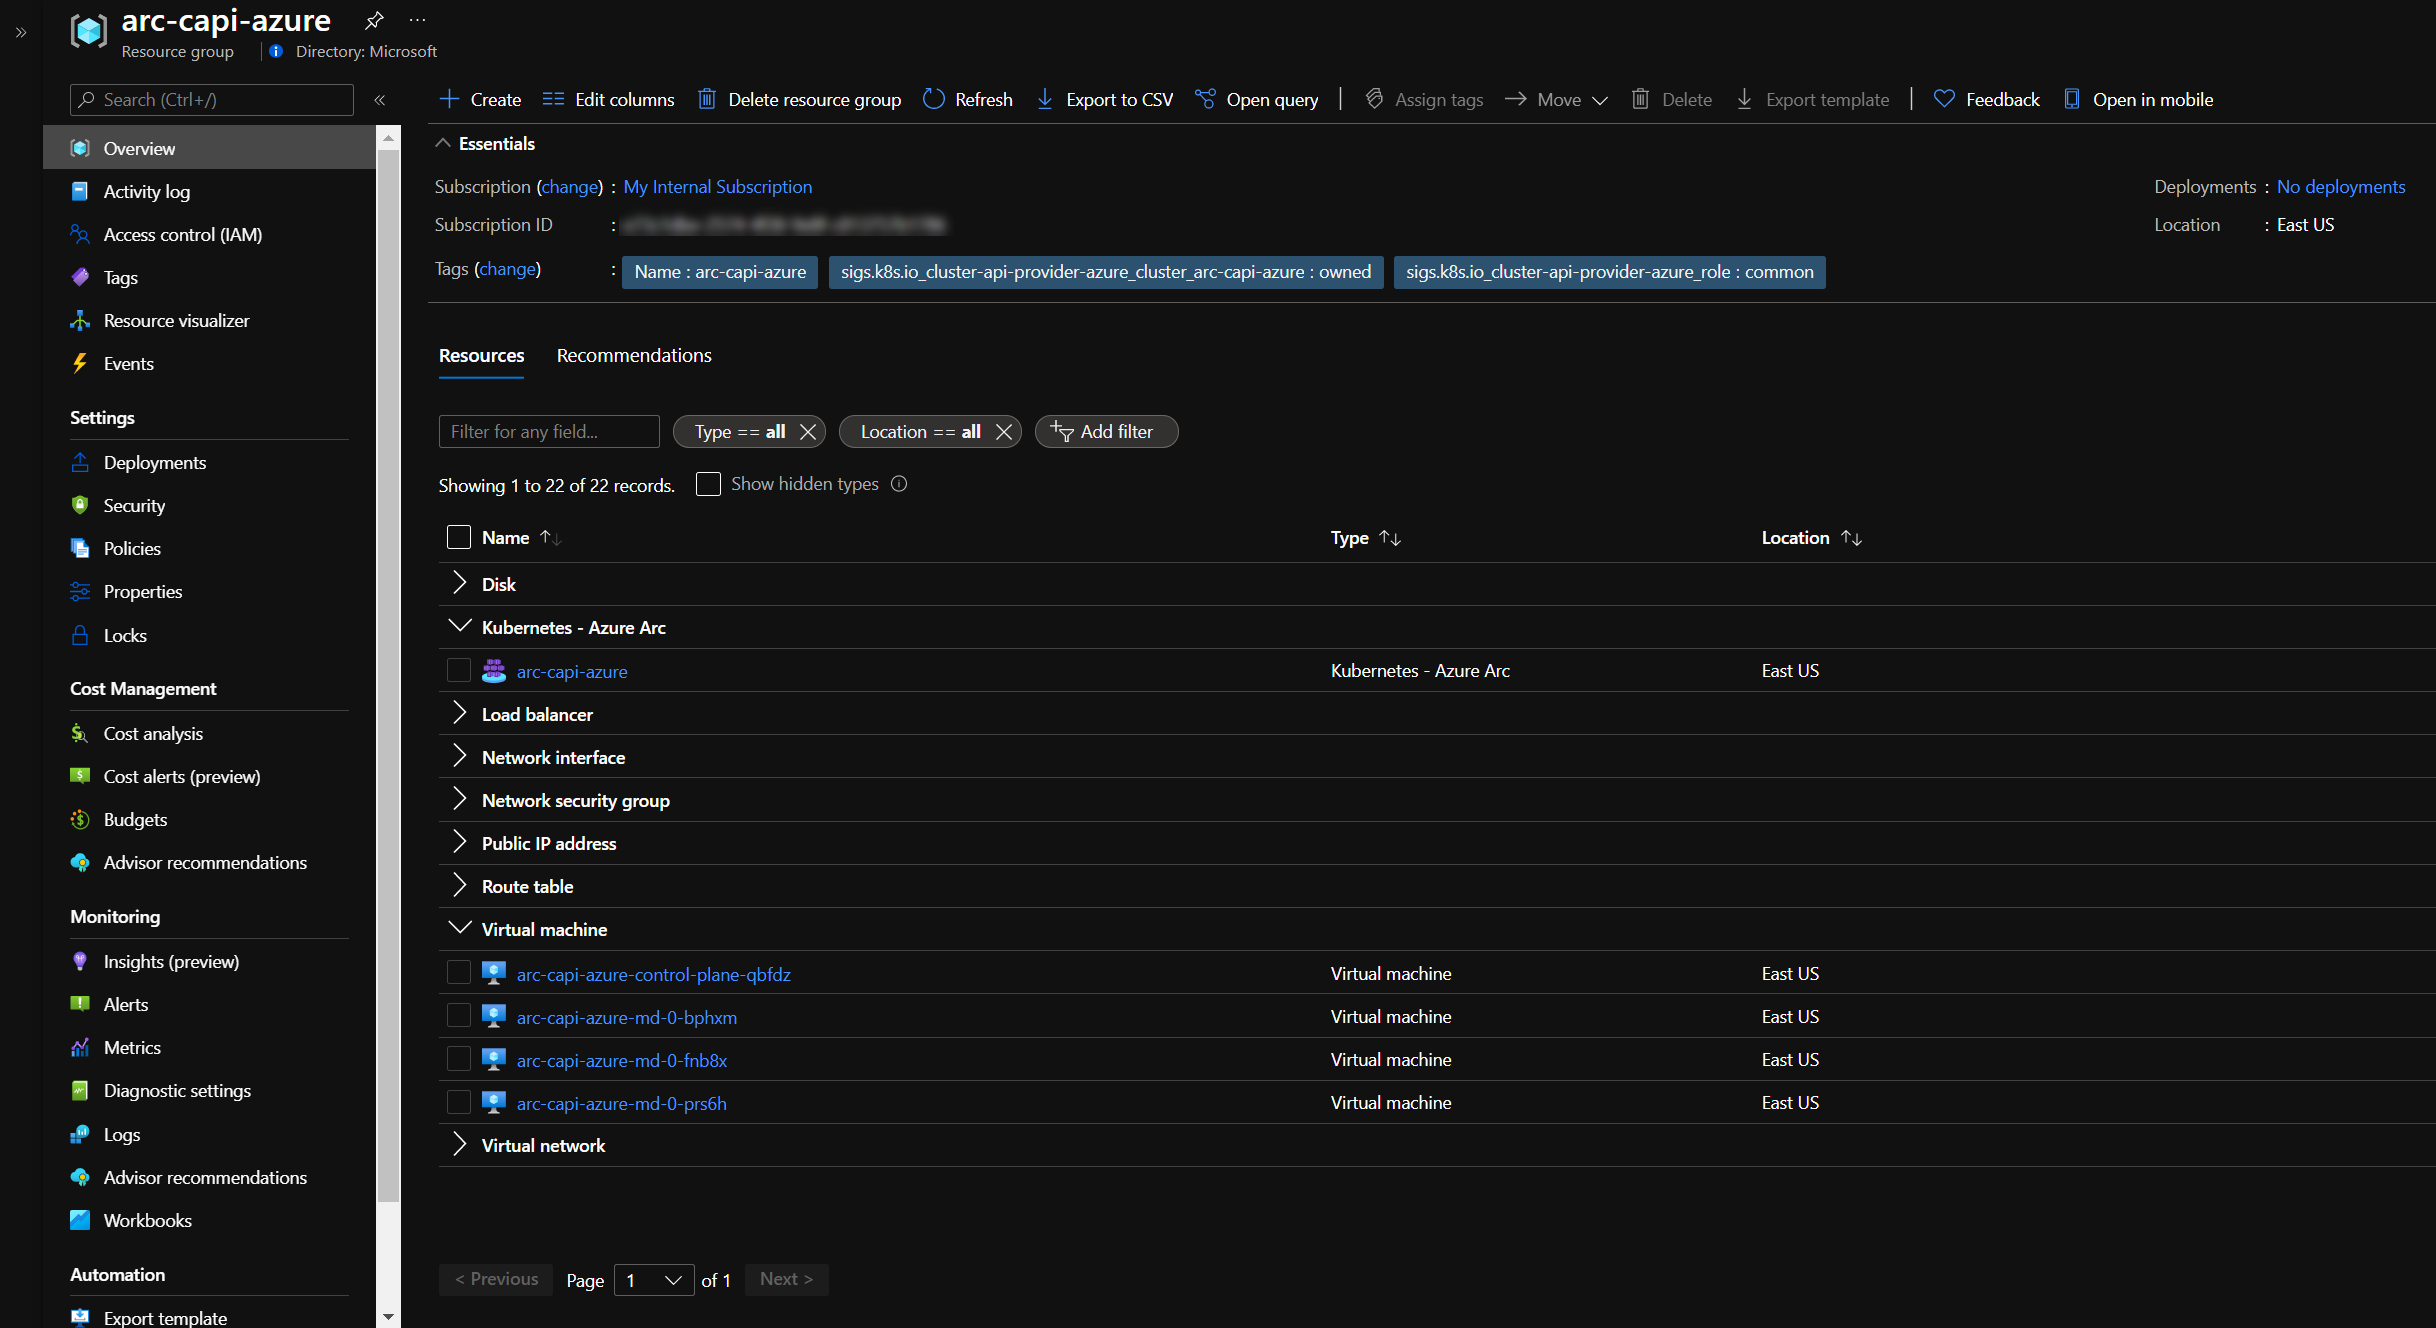 arc-capi-azure
Resource group
Directory: Microsoft
Search (Ctrl+/)
Overview
Activity log
Access control (IAM)
Tags
Resource visualizer
Events
Settings
Deployments
Security
Policies
Properties
Locks
Cost Management
Cost analysis
Cost alerts (preview)
Budgets
Advisor recommendations
Monitoring
Insights (preview)
Alerts
Metrics
Diagnostic settings
Logs
Advisor recommendations
Workbooks
Automation
Export template
Create Edit columns Delete resource group Refresh Export to CSV Open query Assign tags Move Delete Export template Feedback Open in mobile
Essentials
Subscription (change) : My Internal Subscription
Subscription ID :
Tags (change) : Name : arc-capi-azure sigs.k8s.io_cluster-api-provider-azure_cluster_arc-capi-azure : owned sigs.k8s.io_cluster-api-provider-azure_role : common
Deployments : No deployments
Location : East US
Resources Recommendations
Filter for any field... Type == all Location == all Add filter
Showing 1 to 22 of 22 records. Show hidden types
Name Type Location
Disk
Kubernetes - Azure Arc
arc-capi-azure Kubernetes - Azure Arc East US
Load balancer
Network interface
Network security group
Public IP address
Route table
Virtual machine
arc-capi-azure-control-plane-qbfdz Virtual machine East US
arc-capi-azure-md-0-bphxm Virtual machine East US
arc-capi-azure-md-0-fnb8x Virtual machine East US
arc-capi-azure-md-0-prs6h Virtual machine East US
Virtual network
< Previous Page 1 of 1 Next >